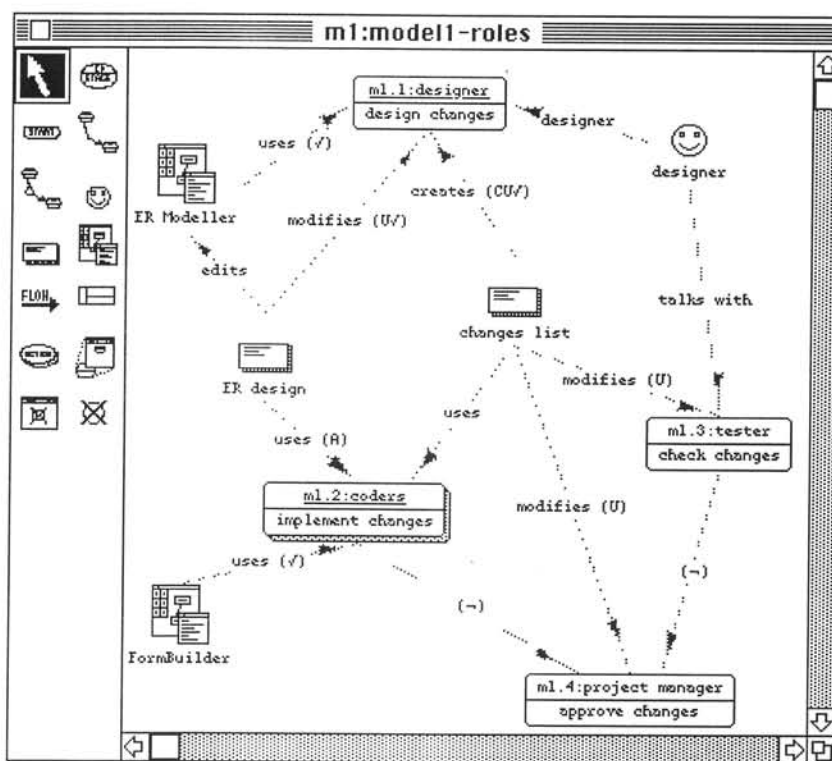 m1:model1-roles
START
FLOW
ACTION
m1.1:designer
design changes
uses (√)
designer
designer
ER Modeller
creates (CU√)
modifies (U√)
edits
talks with
changes list
ER design
modifies (U)
uses
uses (A)
m1.3:tester
check changes
m1.2:coders
implement changes
modifies (U)
uses (√)
(¬)
(¬)
FormBuilder
m1.4:project manager
approve changes